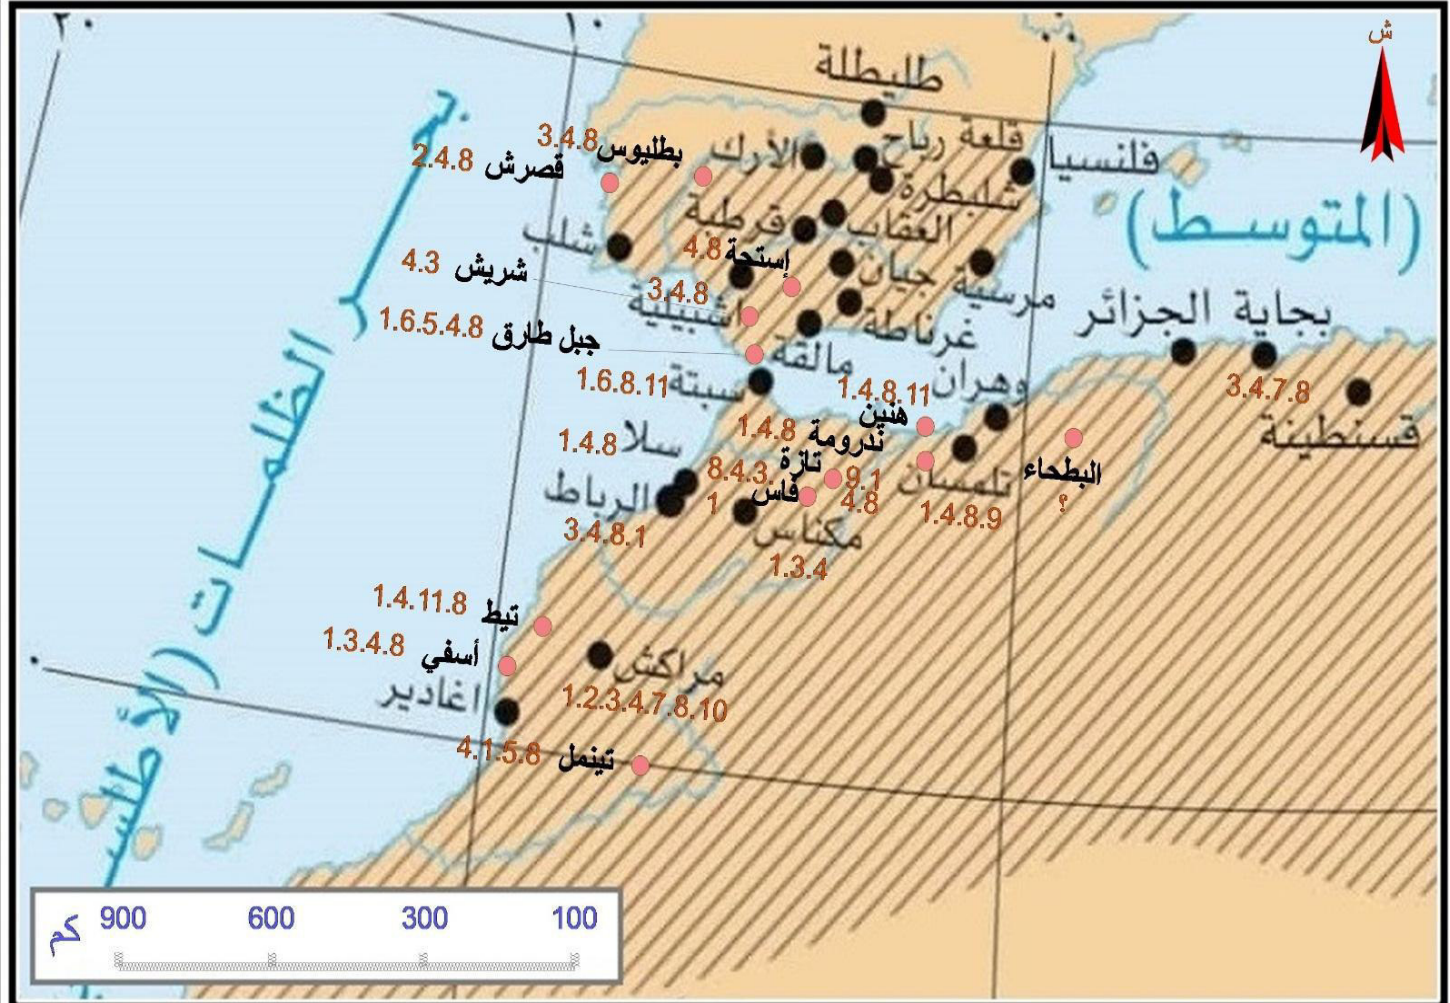 ٢٠
١٠
٠٠
ش
طليطلة
قلعة رباح
الأرك
بطليوس
3.4.8
قصرش
2.4.8
فلنسيا
شلبطرة
(المتوسط)
قرطبة
العقاب
شلب
4.8
إستحة
جيان
مرسية
شريش
4.3
3.4.8
اشبيلية
غرناطة
بجاية الجزائر
جبل طارق
1.6.5.4.8
مالقة
سبتة
1.6.8.11
1.4.8.11
وهران
هنين
3.4.7.8
قسنطينة
سلا
1.4.8
1.4.8
ندرومة
تازة
8.4.3
9.1
تلمسان
البطحاء
؟
الرباط
فاس
1
4.8
1.4.8.9
3.4.8.1
مكناس
1.3.4
بحر الظلمات (الأطلس
تيط
1.4.11.8
أسفي
1.3.4.8
مراكش
1.2.3.4.7.8.10
اغادير
تينمل
4.1.5.8
٠
كم 900 600 300 100